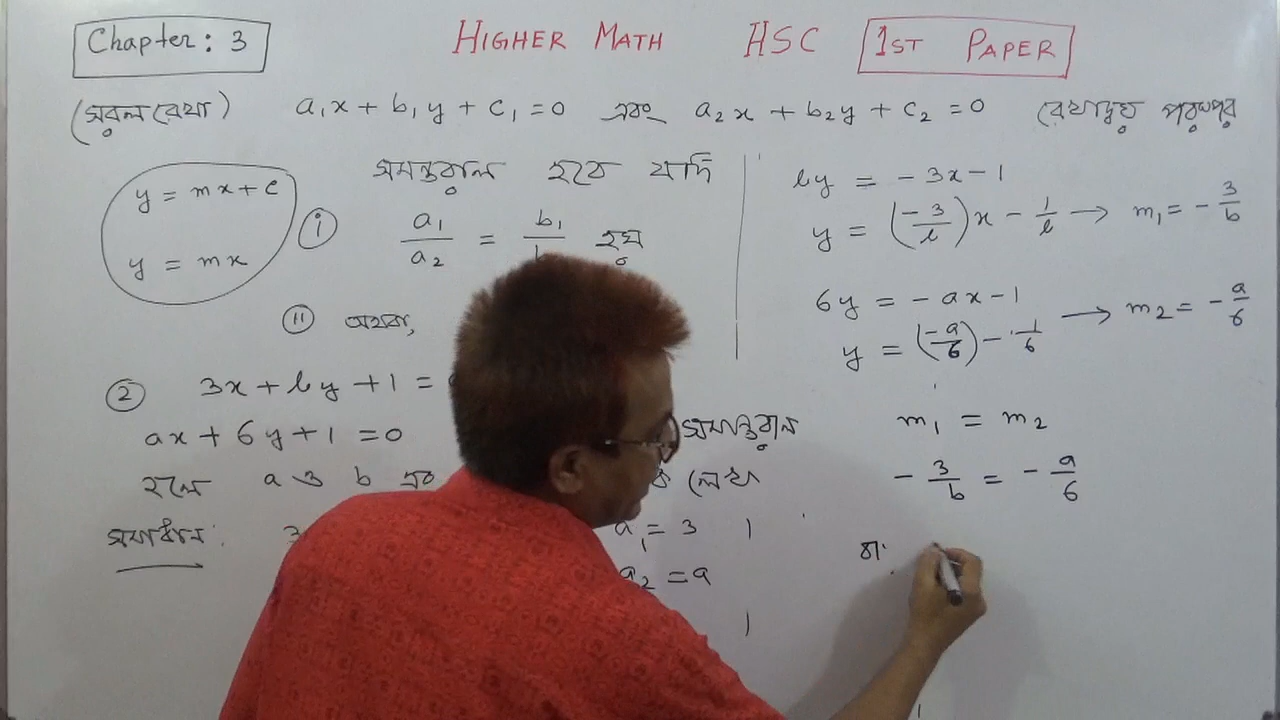 Chapter: 3
HIGHER MATH HSC 1ST PAPER
(সরলরেখা) a₁x + b₁y + c₁ = 0 এবং a₂x + b₂y + c₂ = 0 রেখাদ্বয় পরস্পর
সমান্তরাল হবে যদি
y = mx + c
y = mx
i a₁/a₂ = b₁/ হয়
ii অথবা,
2 3x + by + 1 =
ax + 6y + 1 = 0
সমান্তরাল
হলে a ও b এর
লেখ
সমাধান: 3
a₁ = 3
a₂ = a
by = -3x - 1
y = (-3/b)x - 1/b → m₁ = -3/b
6y = -ax - 1
y = (-a/6) - 1/6 → m₂ = -a/6
m₁ = m₂
-3/b = -a/6
বা